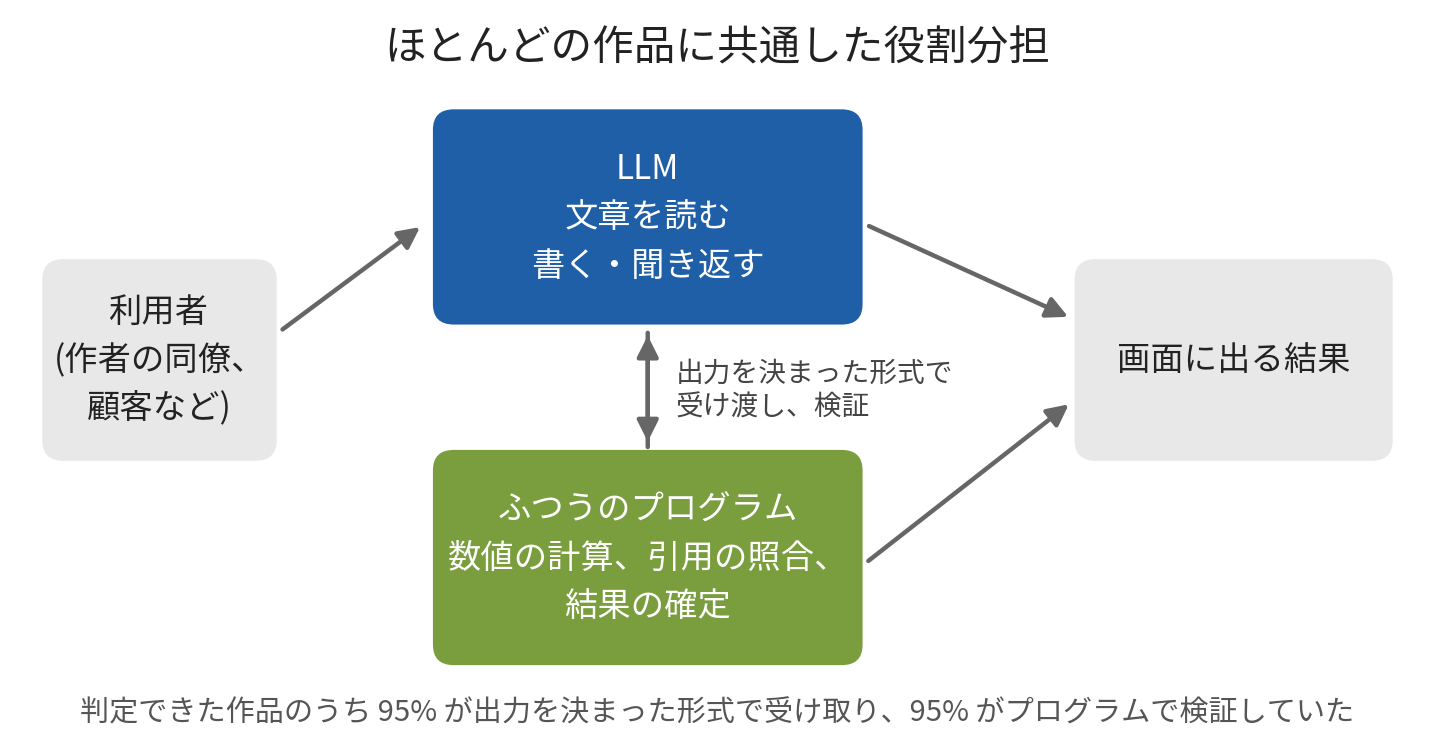 ほとんどの作品に共通した役割分担
LLM
文章を読む
書く・聞き返す
利用者
(作者の同僚、
顧客など)
出力を決まった形式で
受け渡し、検証
画面に出る結果
ふつうのプログラム
数値の計算、引用の照合、
結果の確定
判定できた作品のうち 95% が出力を決まった形式で受け取り、95% がプログラムで検証していた